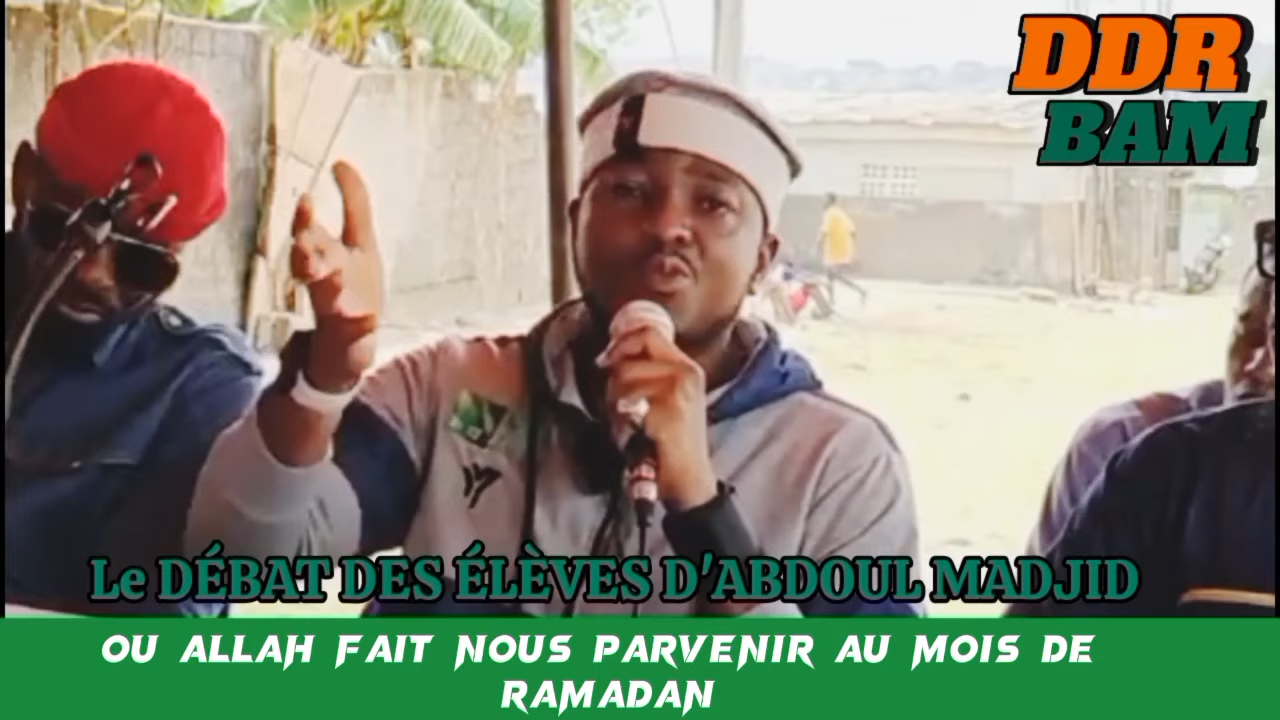 DDR
BAM
Le DÉBAT DES ÉLÈVES D'ABDOUL MADJID
OU ALLAH FAIT NOUS PARVENIR AU MOIS DE
RAMADAN